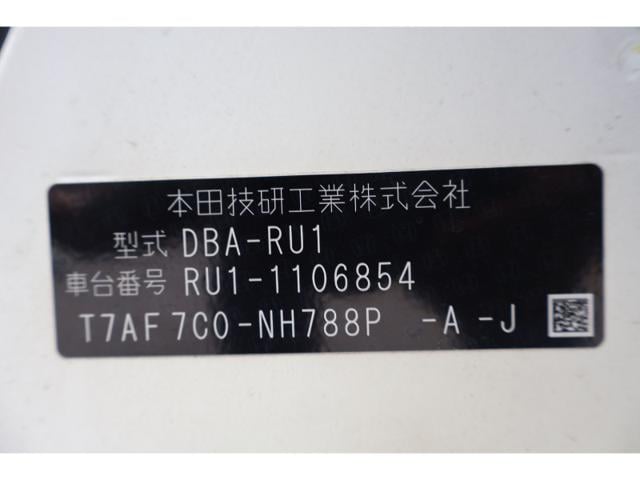 本田技研工業株式会社
型式 DBA-RU1
車台番号 RU1-1106854
T7AF7C0-NH788P -A -J